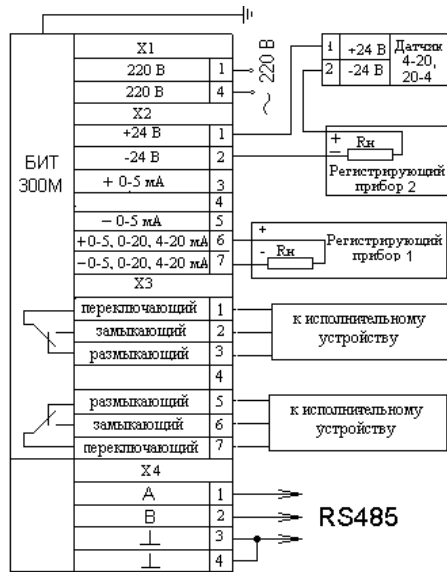 X1
220 В 1
220 В 4
~ 220 В
X2
+24 В 1
-24 В 2
+ 0-5 мА 3
4
− 0-5 мА 5
+0-5, 0-20, 4-20 мА 6
−0-5, 0-20, 4-20 мА 7
БИТ
300М
1 +24 В
2 -24 В
Датчик
4-20,
20-4
+ Rн
−
Регистрирующий
прибор 2
+
- Rн
Регистрирующий
прибор 1
X3
переключающий 1
замыкающий 2
размыкающий 3
4
размыкающий 5
замыкающий 6
переключающий 7
к исполнительному
устройству
к исполнительному
устройству
X4
А 1
В 2
⊥ 3
⊥ 4
RS485